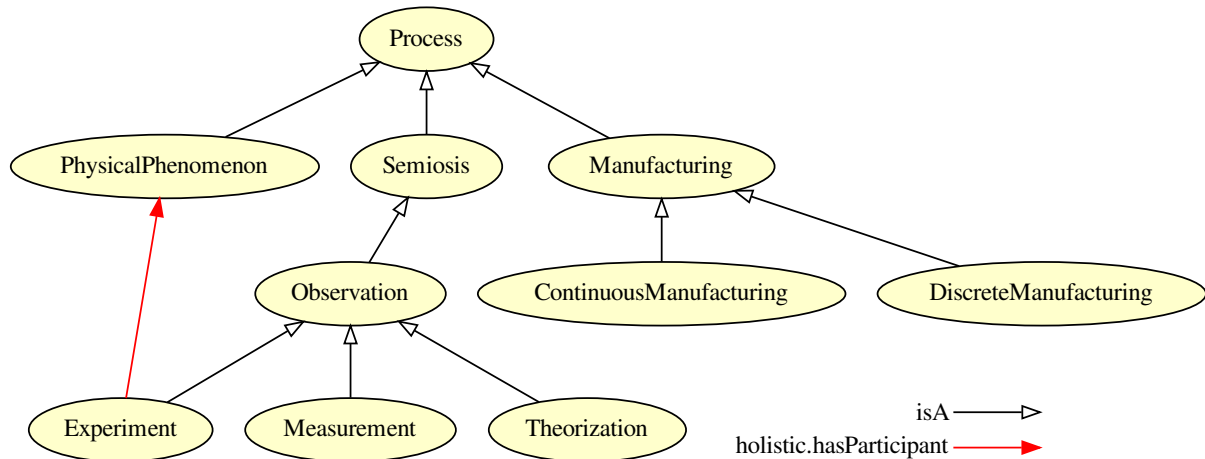 Process
PhysicalPhenomenon
Semiosis
Manufacturing
Observation
ContinuousManufacturing
DiscreteManufacturing
Experiment
Measurement
Theorization
isA
holistic.hasParticipant